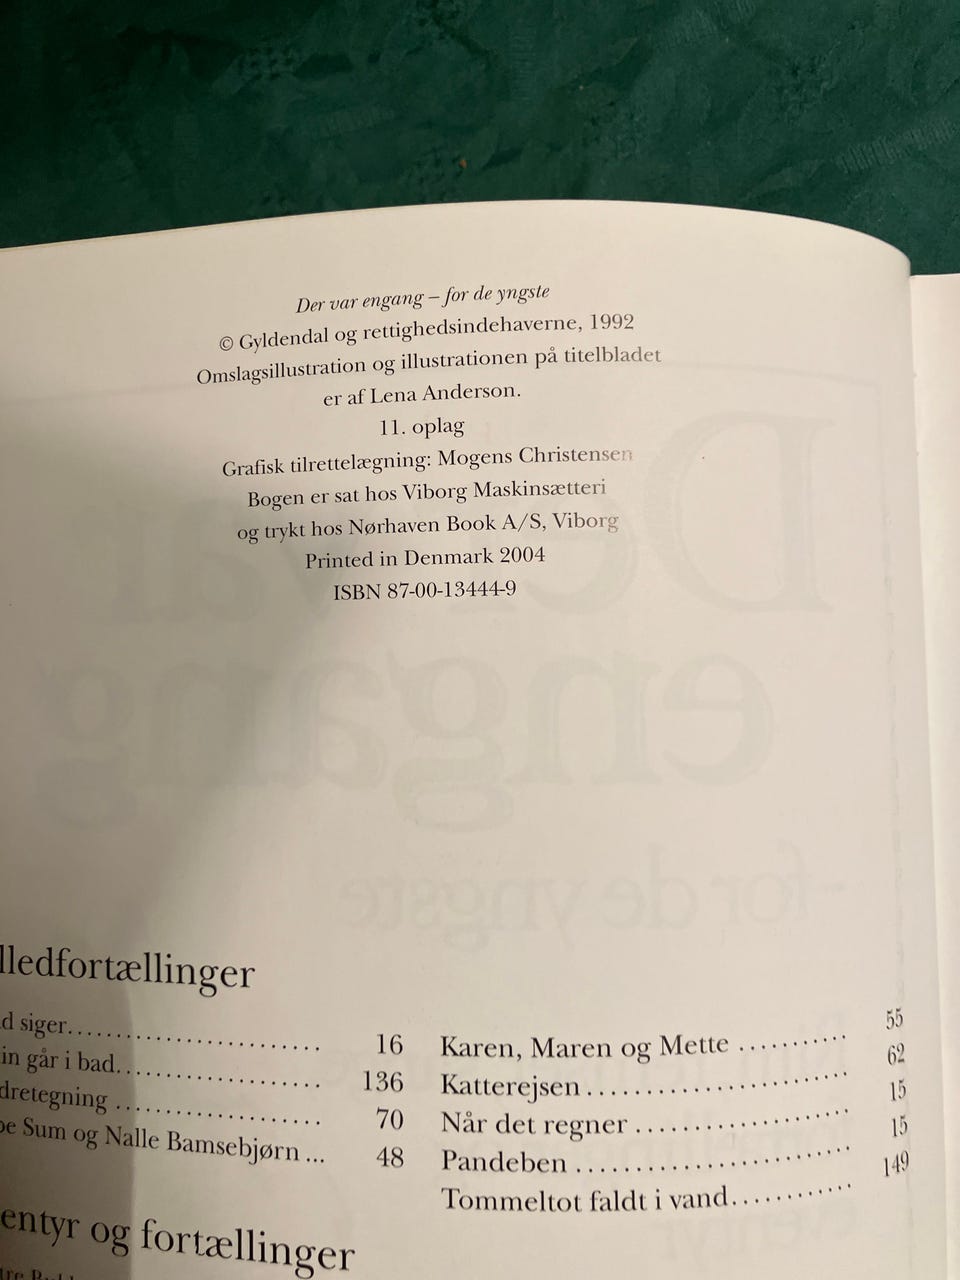 Der var engang – for de yngste
© Gyldendal og rettighedsindehaverne, 1992
Omslagsillustration og illustrationen på titelbladet
er af Lena Anderson.
11. oplag
Grafisk tilrettelægning: Mogens Christensen
Bogen er sat hos Viborg Maskinsætteri
og trykt hos Nørhaven Book A/S, Viborg
Printed in Denmark 2004
ISBN 87-00-13444-9
lledfortællinger
d siger........................ 16
in går i bad..................... 136
dretegning ..................... 70
Sum og Nalle Bamsebjørn ... 48
Karen, Maren og Mette .......... 55
Katterejsen ........................ 62
Når det regner ................... 15
Pandeben ......................... 15
Tommeltot faldt i vand........... 149
entyr og fortællinger